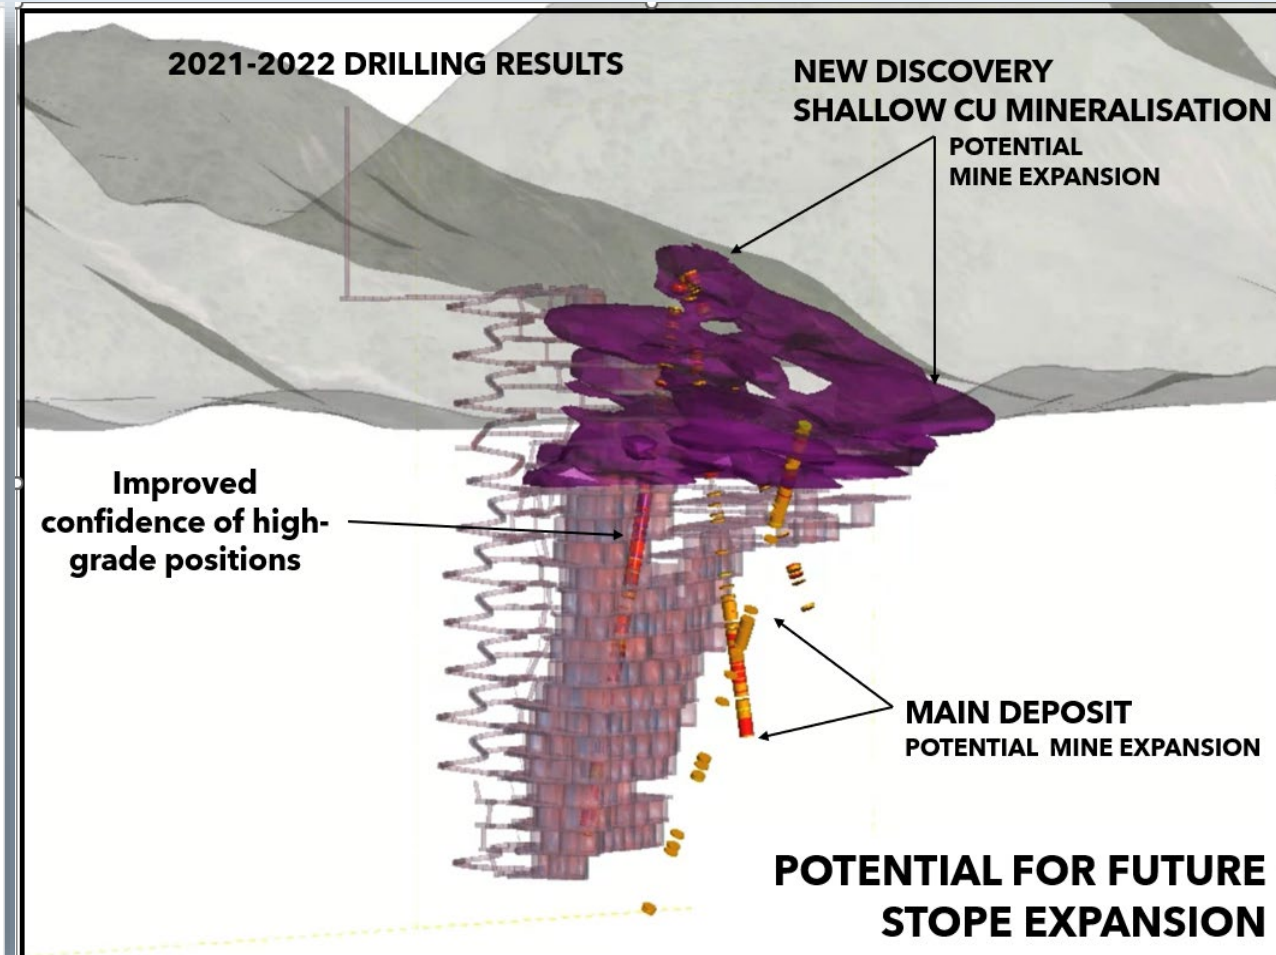 2021-2022 DRILLING RESULTS
NEW DISCOVERY
SHALLOW CU MINERALISATION
POTENTIAL
MINE EXPANSION
Improved
confidence of high-
grade positions
MAIN DEPOSIT
POTENTIAL MINE EXPANSION
POTENTIAL FOR FUTURE
STOPE EXPANSION